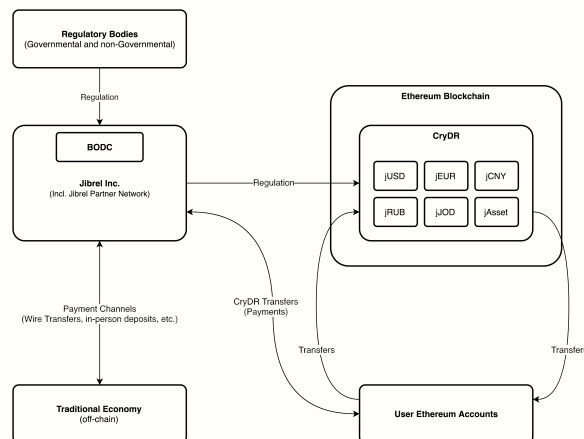 Regulatory Bodies
(Governmental and non-Governmental)
Regulation
Ethereum Blockchain
CryDR
BODC
Jibrel Inc.
(Incl. Jibrel Partner Network)
Regulation
jUSD jEUR jCNY
jRUB jJOD jAsset
CryDR Transfers
(Payments)
Payment Channels
(Wire Transfers, in-person deposits, etc.)
Transfers
Transfers
Traditional Economy
(off-chain)
User Ethereum Accounts